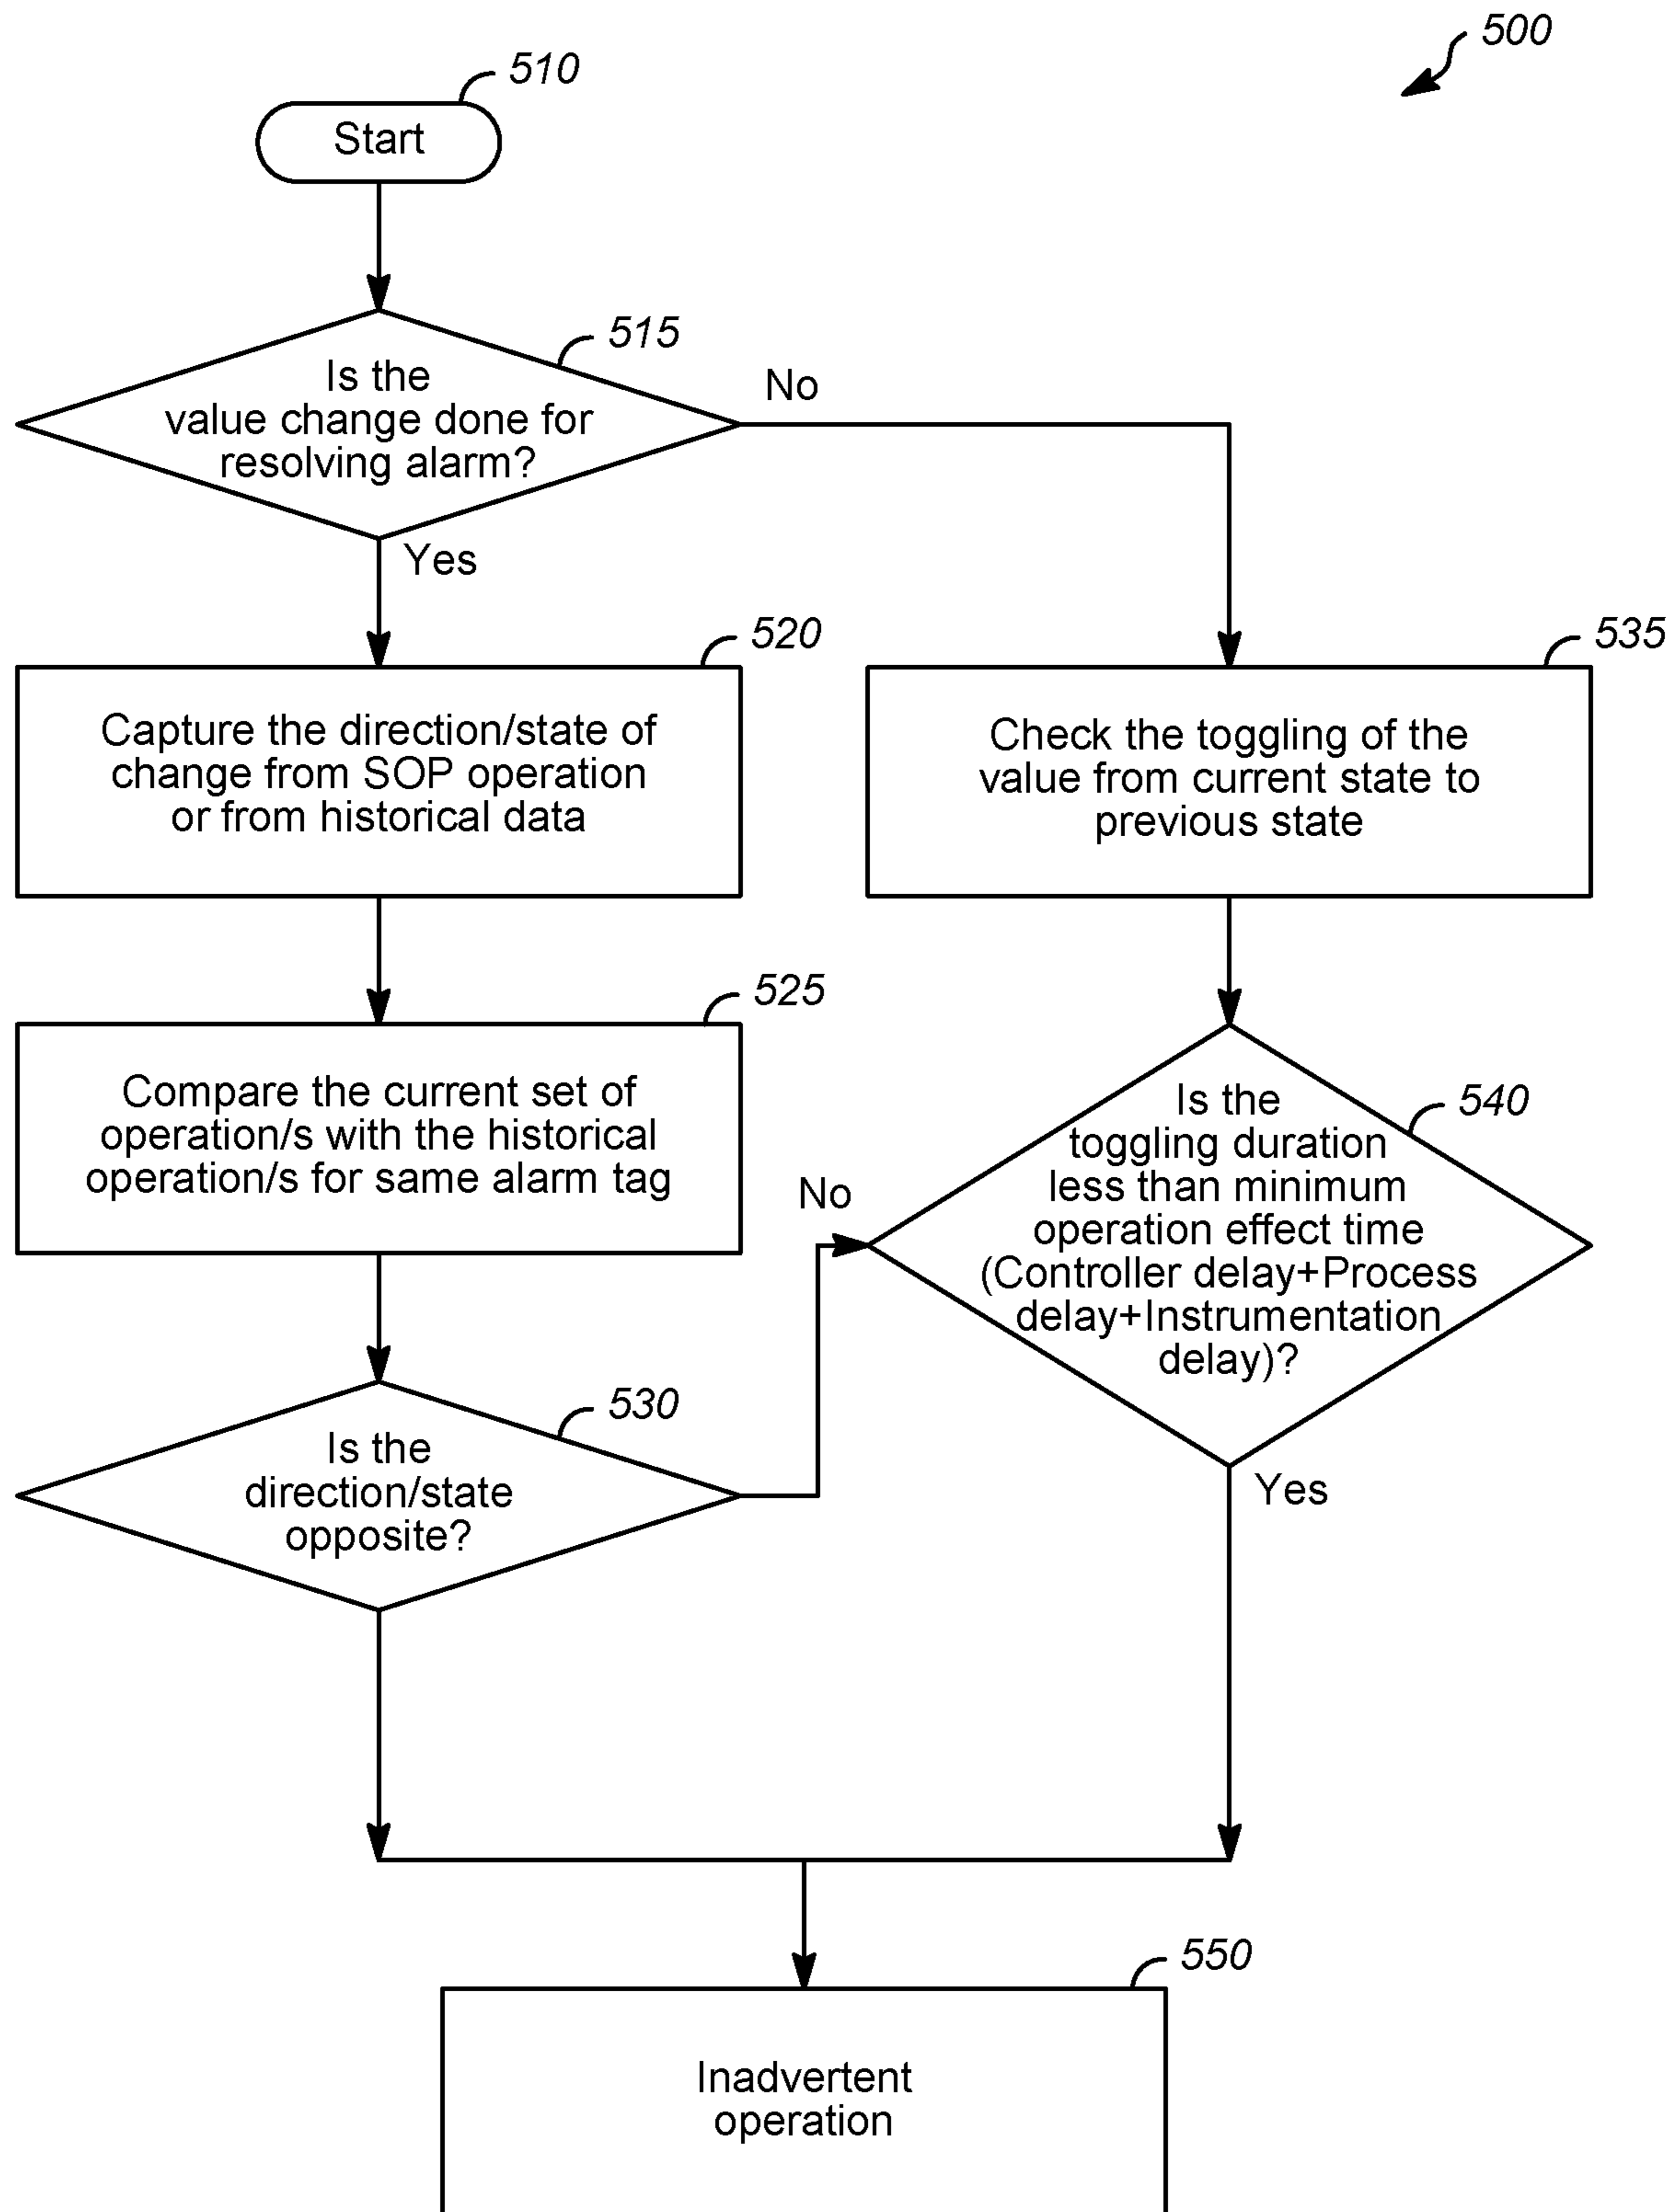 500
510
Start
515
Is the
value change done for
resolving alarm?
No
Yes
520
Capture the direction/state of
change from SOP operation
or from historical data
535
Check the toggling of the
value from current state to
previous state
525
Compare the current set of
operation/s with the historical
operation/s for same alarm tag
540
Is the
toggling duration
less than minimum
operation effect time
(Controller delay+Process
delay+Instrumentation
delay)?
No
Yes
530
Is the
direction/state
opposite?
550
Inadvertent
operation